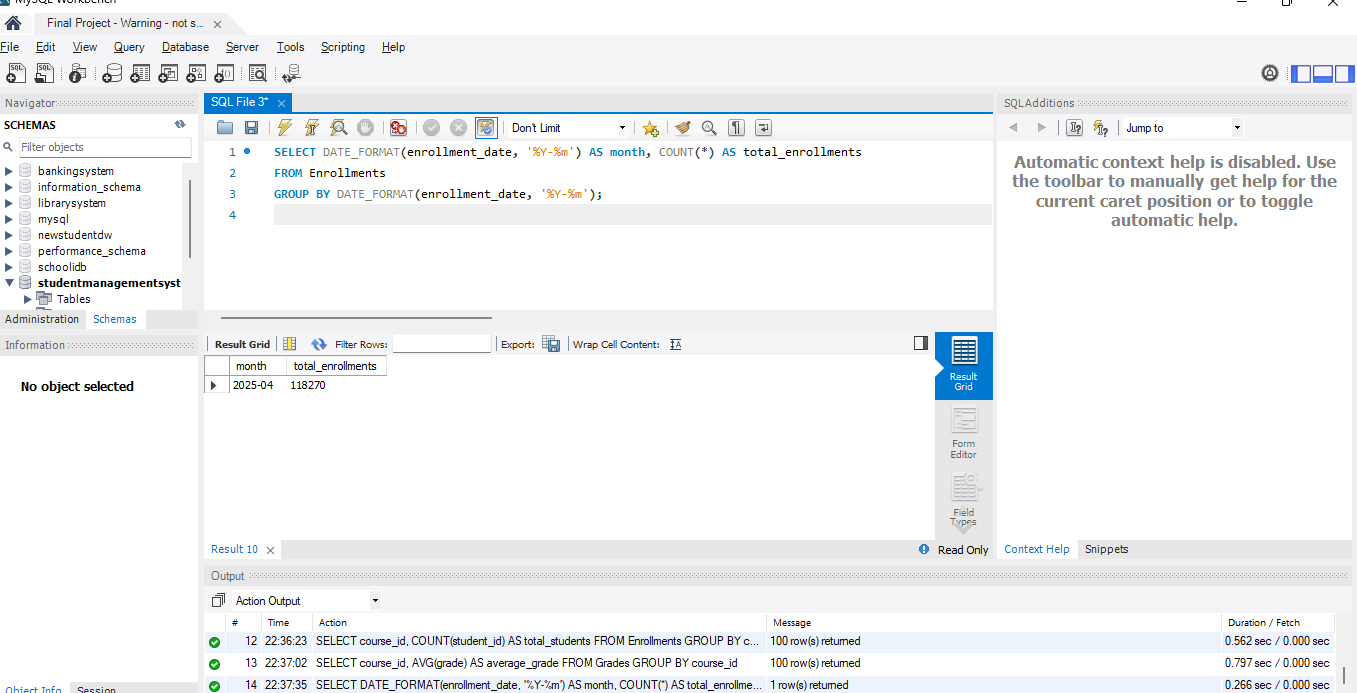 MySQL Workbench
Final Project - Warning - not s...
File Edit View Query Database Server Tools Scripting Help
Navigator
SCHEMAS
Filter objects
bankingsystem
information_schema
librarysystem
mysql
newstudentdw
performance_schema
schoolidb
studentmanagementsyst
Tables
Administration Schemas
Information
No object selected
Object Info Session
SQL File 3*
Don't Limit
1 SELECT DATE_FORMAT(enrollment_date, '%Y-%m') AS month, COUNT(*) AS total_enrollments
2 FROM Enrollments
3 GROUP BY DATE_FORMAT(enrollment_date, '%Y-%m');
4
Result Grid Filter Rows: Export: Wrap Cell Content:
month total_enrollments
2025-04 118270
Result Grid
Form Editor
Field Types
Result 10 Read Only
SQLAdditions
Jump to
Automatic context help is disabled. Use
the toolbar to manually get help for the
current caret position or to toggle
automatic help.
Context Help Snippets
Output
Action Output
# Time Action Message Duration / Fetch
12 22:36:23 SELECT course_id, COUNT(student_id) AS total_students FROM Enrollments GROUP BY c... 100 row(s) returned 0.562 sec / 0.000 sec
13 22:37:02 SELECT course_id, AVG(grade) AS average_grade FROM Grades GROUP BY course_id 100 row(s) returned 0.797 sec / 0.000 sec
14 22:37:35 SELECT DATE_FORMAT(enrollment_date, '%Y-%m') AS month, COUNT(*) AS total_enrollme... 1 row(s) returned 0.266 sec / 0.000 sec